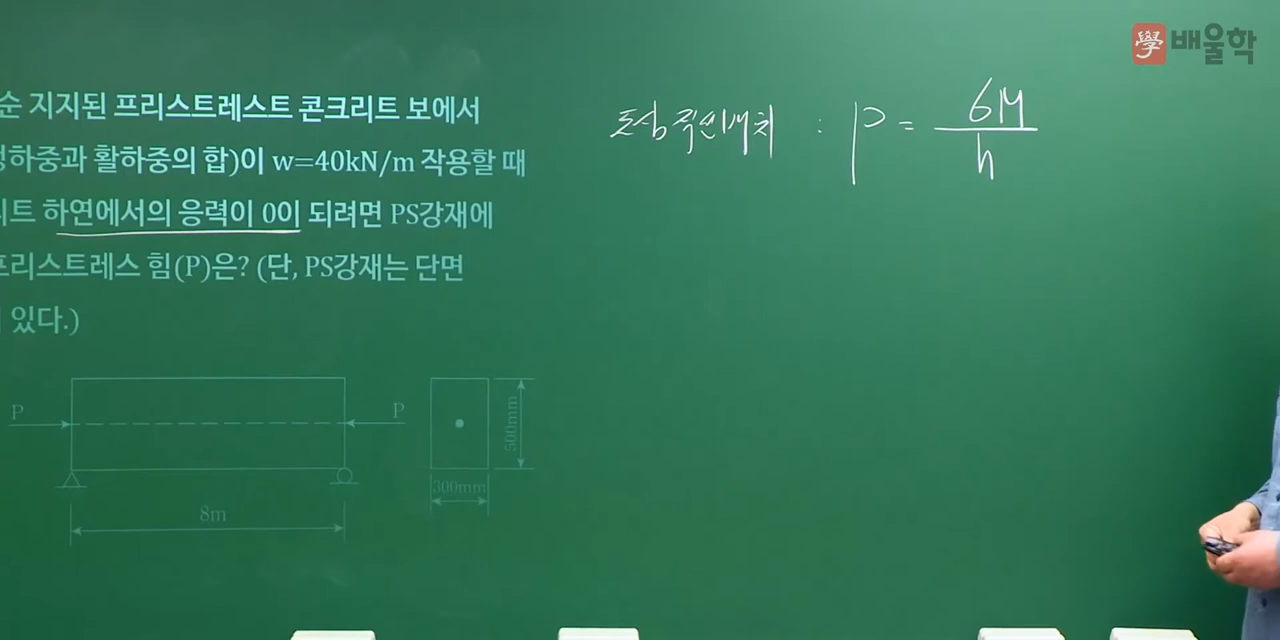 學 배울학
순 지지된 프리스트레스트 콘크리트 보에서
하중과 활하중의 합)이 w=40kN/m 작용할 때
하연에서의 응력이 0이 되려면 PS강재에
프리스트레스 힘(P)은? (단, PS강재는 단면
있다.)
도심 직선배치 : P = 6M / h
P P
500mm
300mm
8m